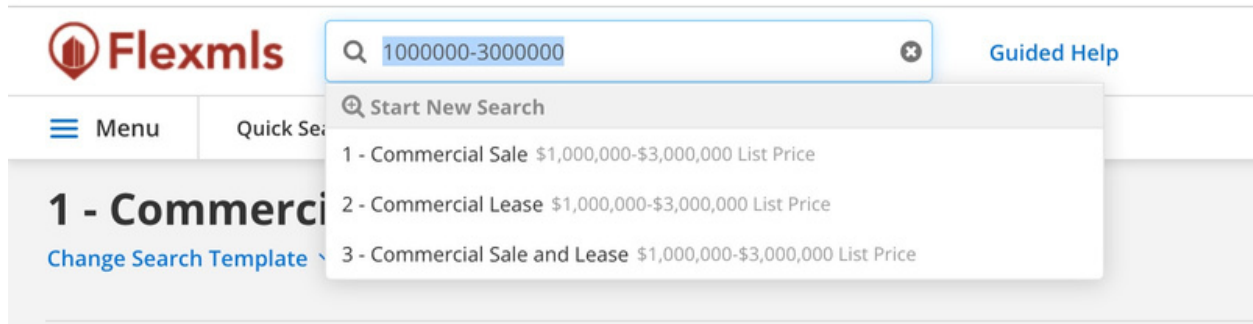 Flexmls
1000000-3000000
Guided Help
Start New Search
Menu
Quick Sea
1 - Commercial Sale $1,000,000-$3,000,000 List Price
2 - Commercial Lease $1,000,000-$3,000,000 List Price
3 - Commercial Sale and Lease $1,000,000-$3,000,000 List Price
1 - Commerci
Change Search Template